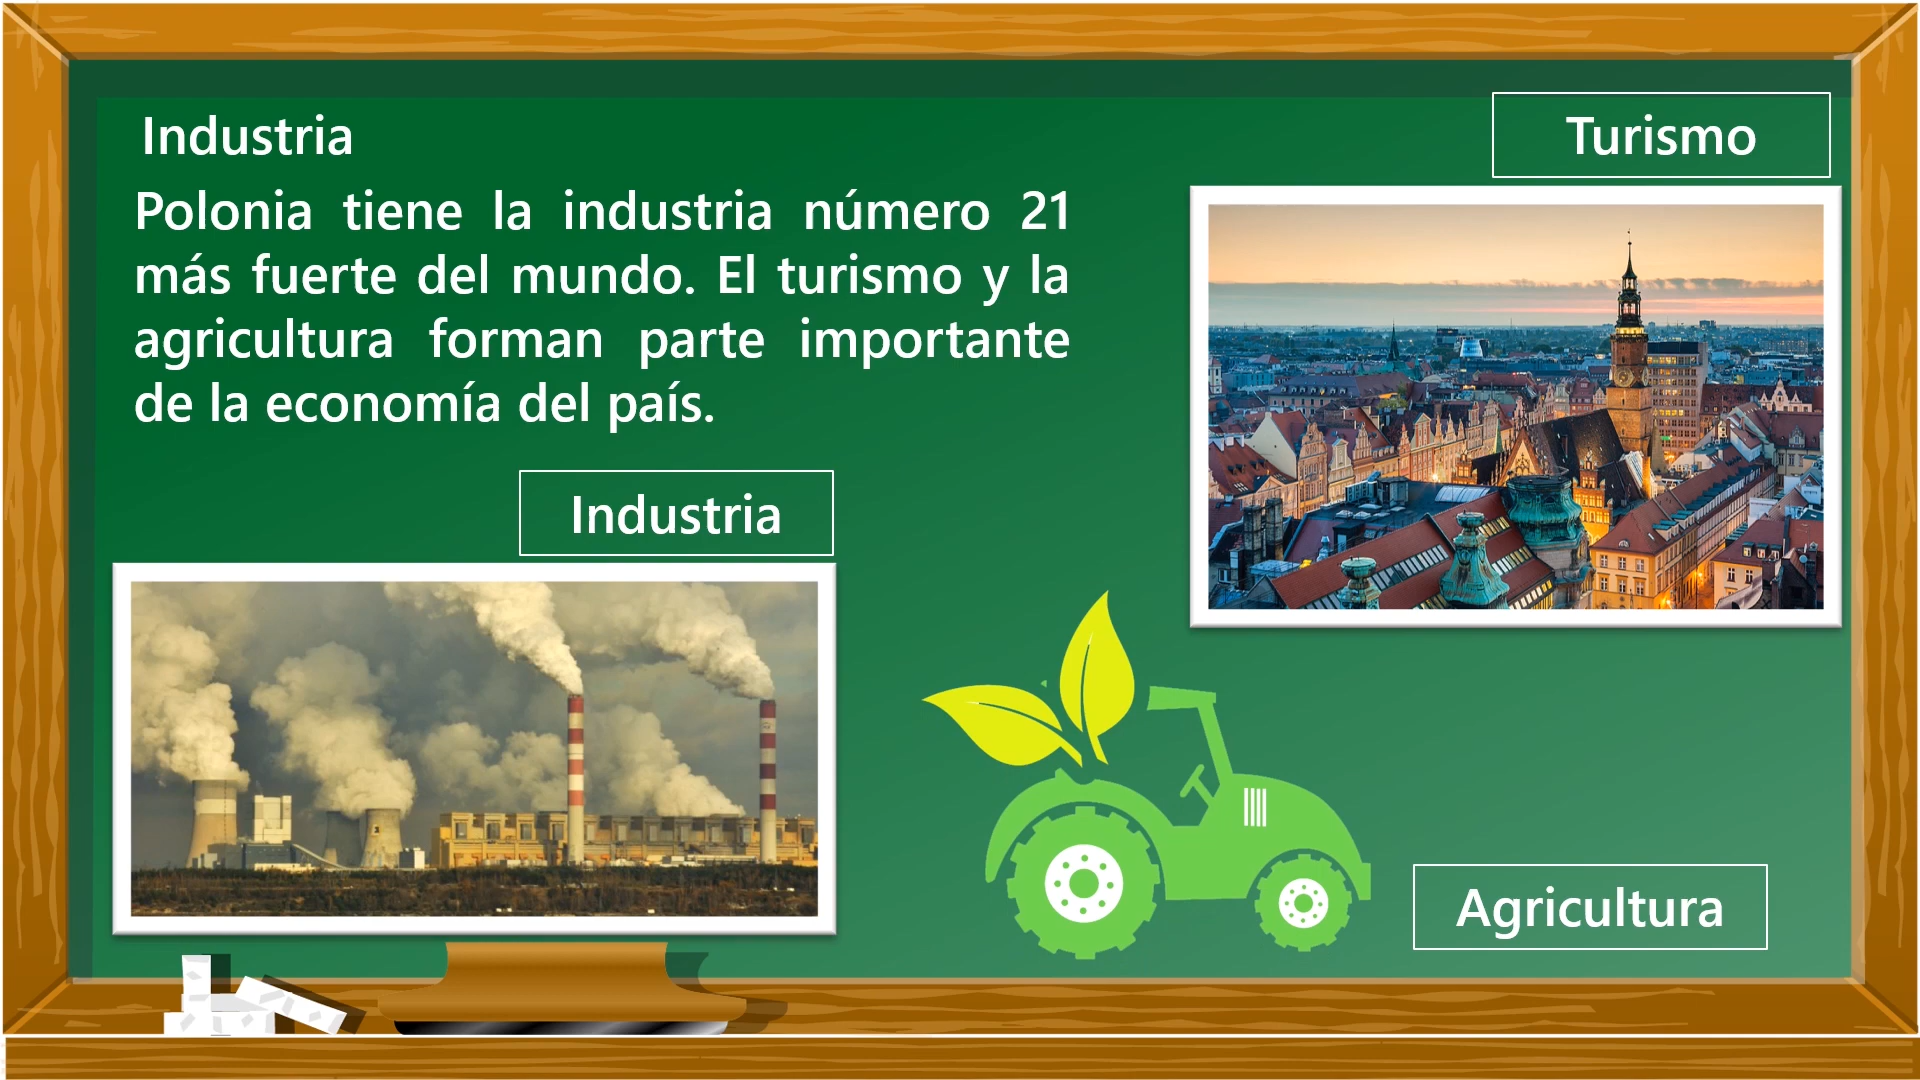 Industria
Polonia tiene la industria número 21
más fuerte del mundo. El turismo y la
agricultura forman parte importante
de la economía del país.
Turismo
Industria
Agricultura